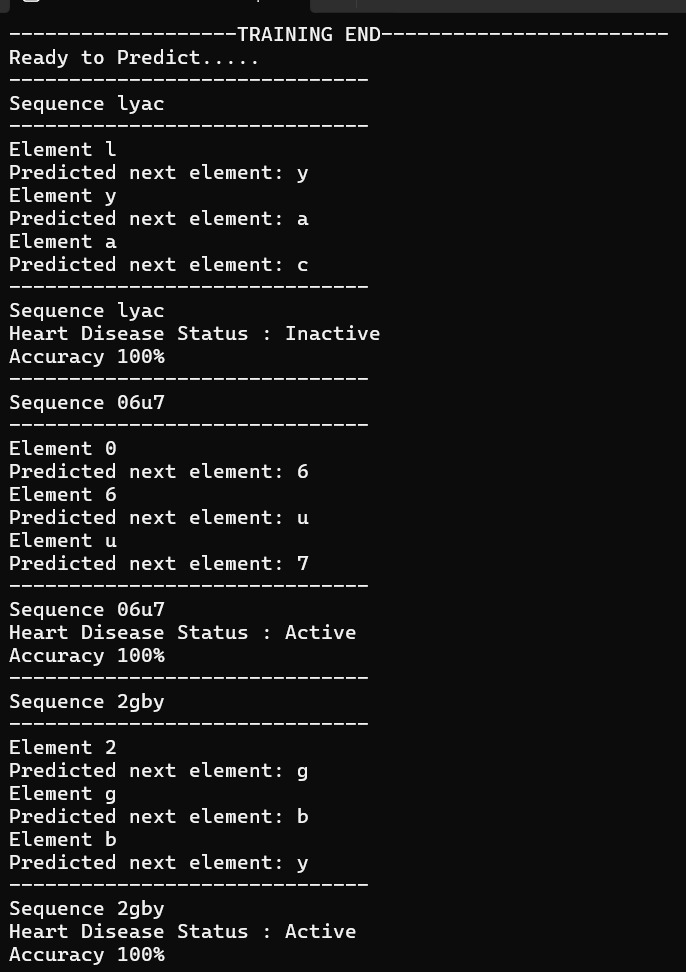 -------------------TRAINING END------------------------
Ready to Predict.....
------------------------------
Sequence lyac
------------------------------
Element l
Predicted next element: y
Element y
Predicted next element: a
Element a
Predicted next element: c
------------------------------
Sequence lyac
Heart Disease Status : Inactive
Accuracy 100%
------------------------------
Sequence 06u7
------------------------------
Element 0
Predicted next element: 6
Element 6
Predicted next element: u
Element u
Predicted next element: 7
------------------------------
Sequence 06u7
Heart Disease Status : Active
Accuracy 100%
------------------------------
Sequence 2gby
------------------------------
Element 2
Predicted next element: g
Element g
Predicted next element: b
Element b
Predicted next element: y
------------------------------
Sequence 2gby
Heart Disease Status : Active
Accuracy 100%